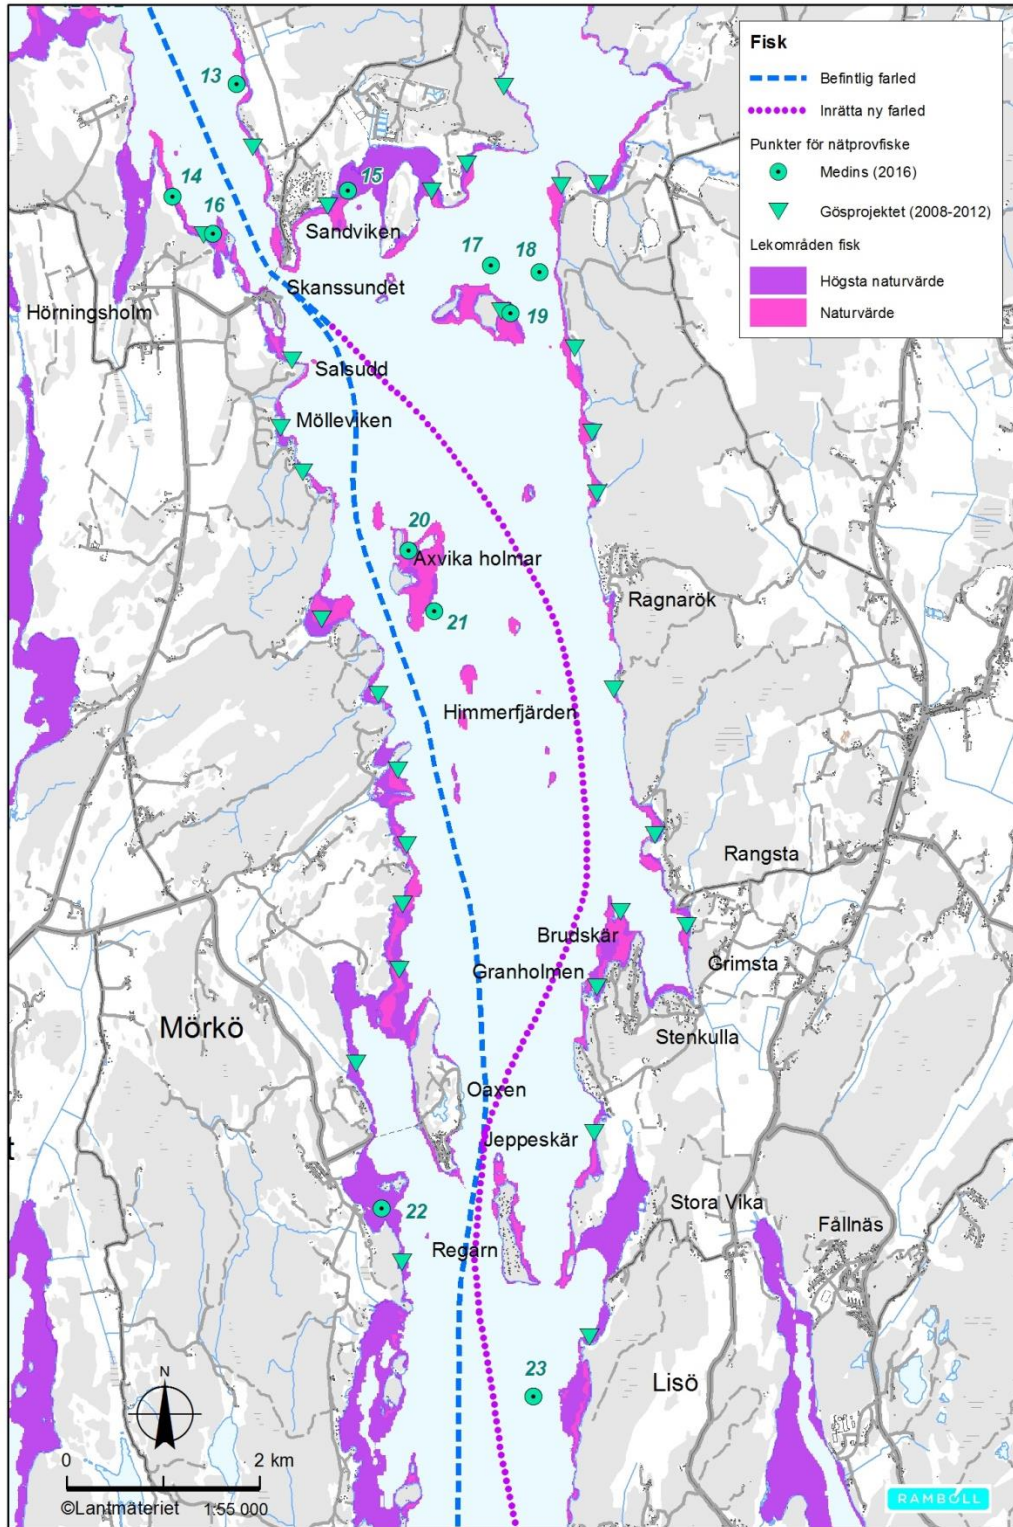 Fisk
Befintlig farled
Inrätta ny farled
Punkter för nätprovfiske
Medins (2016)
Gösprojektet (2008-2012)
Lekområden fisk
Högsta naturvärde
Naturvärde
13
14
15
16
Sandviken
17
18
Skanssundet
Hörningsholm
19
Salsudd
Mölleviken
20
Axvika holmar
Ragnarök
21
Himmerfjärden
Rangsta
Brudskär
Granholmen
Grimsta
Mörkö
Stenkulla
Oaxen
Jeppeskär
t
Stora Vika
22
Fållnäs
Regarn
23
Lisö
N
0
2 km
©Lantmäteriet
1:55 000
RAMBOLL